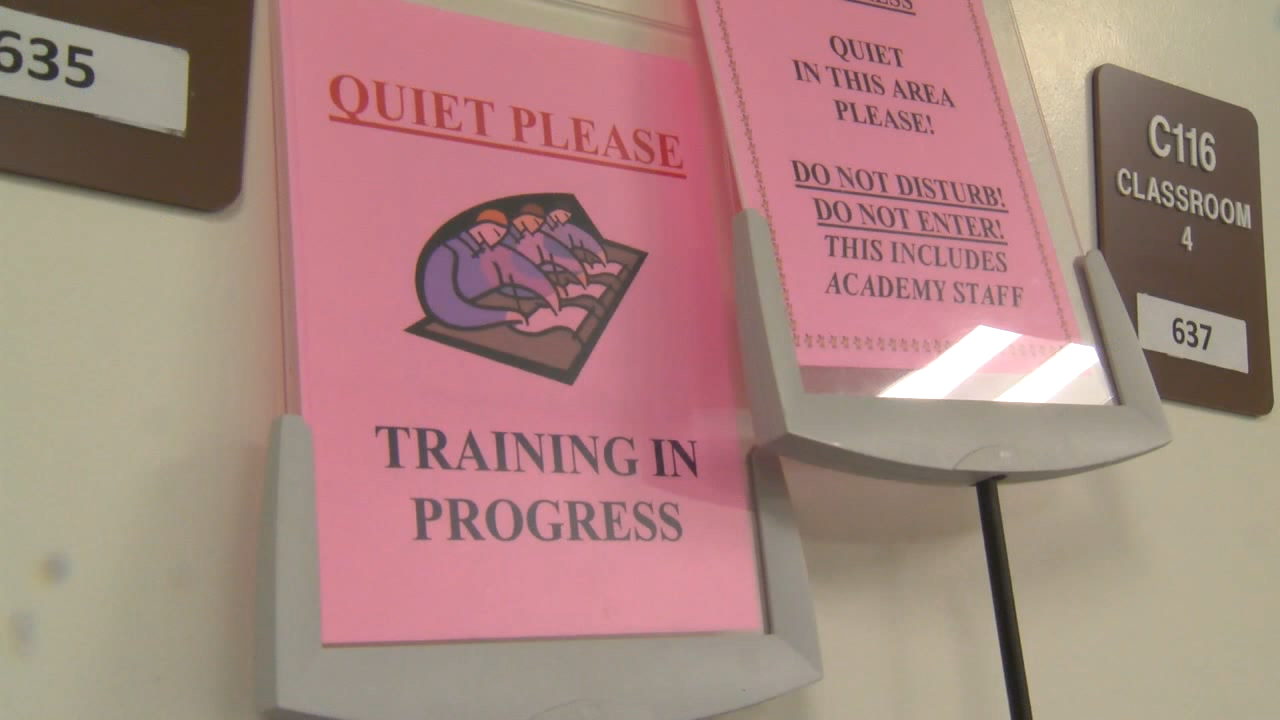 635
QUIET PLEASE
TRAINING IN
PROGRESS
QUIET
IN THIS AREA
PLEASE!
DO NOT DISTURB!
DO NOT ENTER!
THIS INCLUDES
ACADEMY STAFF
C116
CLASSROOM
4
637